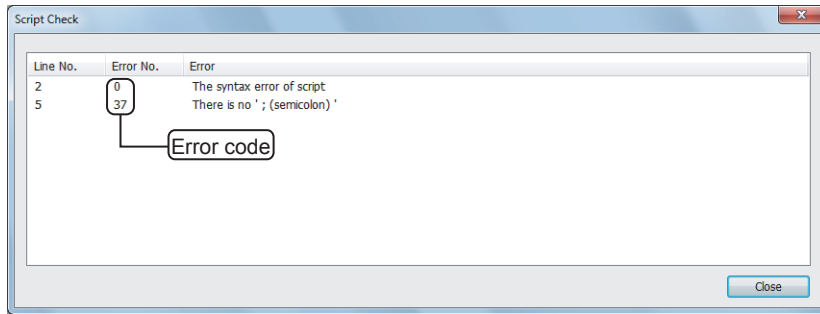 Script Check
Line No. Error No. Error
2 0 The syntax error of script
5 37 There is no ' ; (semicolon) '
Error code
Close